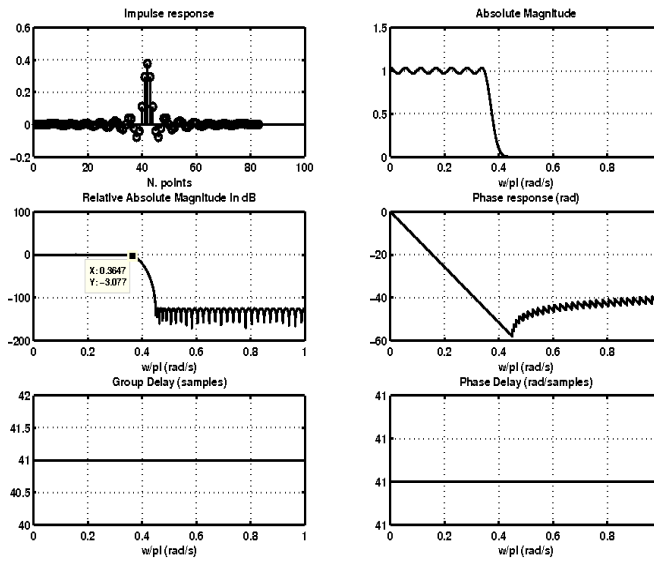 Impulse response
0.6
0.4
0.2
0
−0.2
0 20 40 60 80 100
N. points
Absolute Magnitude
1.5
1
0.5
0
0 0.2 0.4 0.6 0.8
w/pi (rad/s)
Relative Absolute Magnitude in dB
100
0
−100
−200
X: 0.3647
Y: −3.077
0 0.2 0.4 0.6 0.8 1
w/pi (rad/s)
Phase response (rad)
0
−20
−40
−60
0 0.2 0.4 0.6 0.8
w/pi (rad/s)
Group Delay (samples)
42
41.5
41
40.5
40
0 0.2 0.4 0.6 0.8 1
w/pi (rad/s)
Phase Delay (rad/samples)
41
41
41
41
0 0.2 0.4 0.6 0.8
w/pi (rad/s)